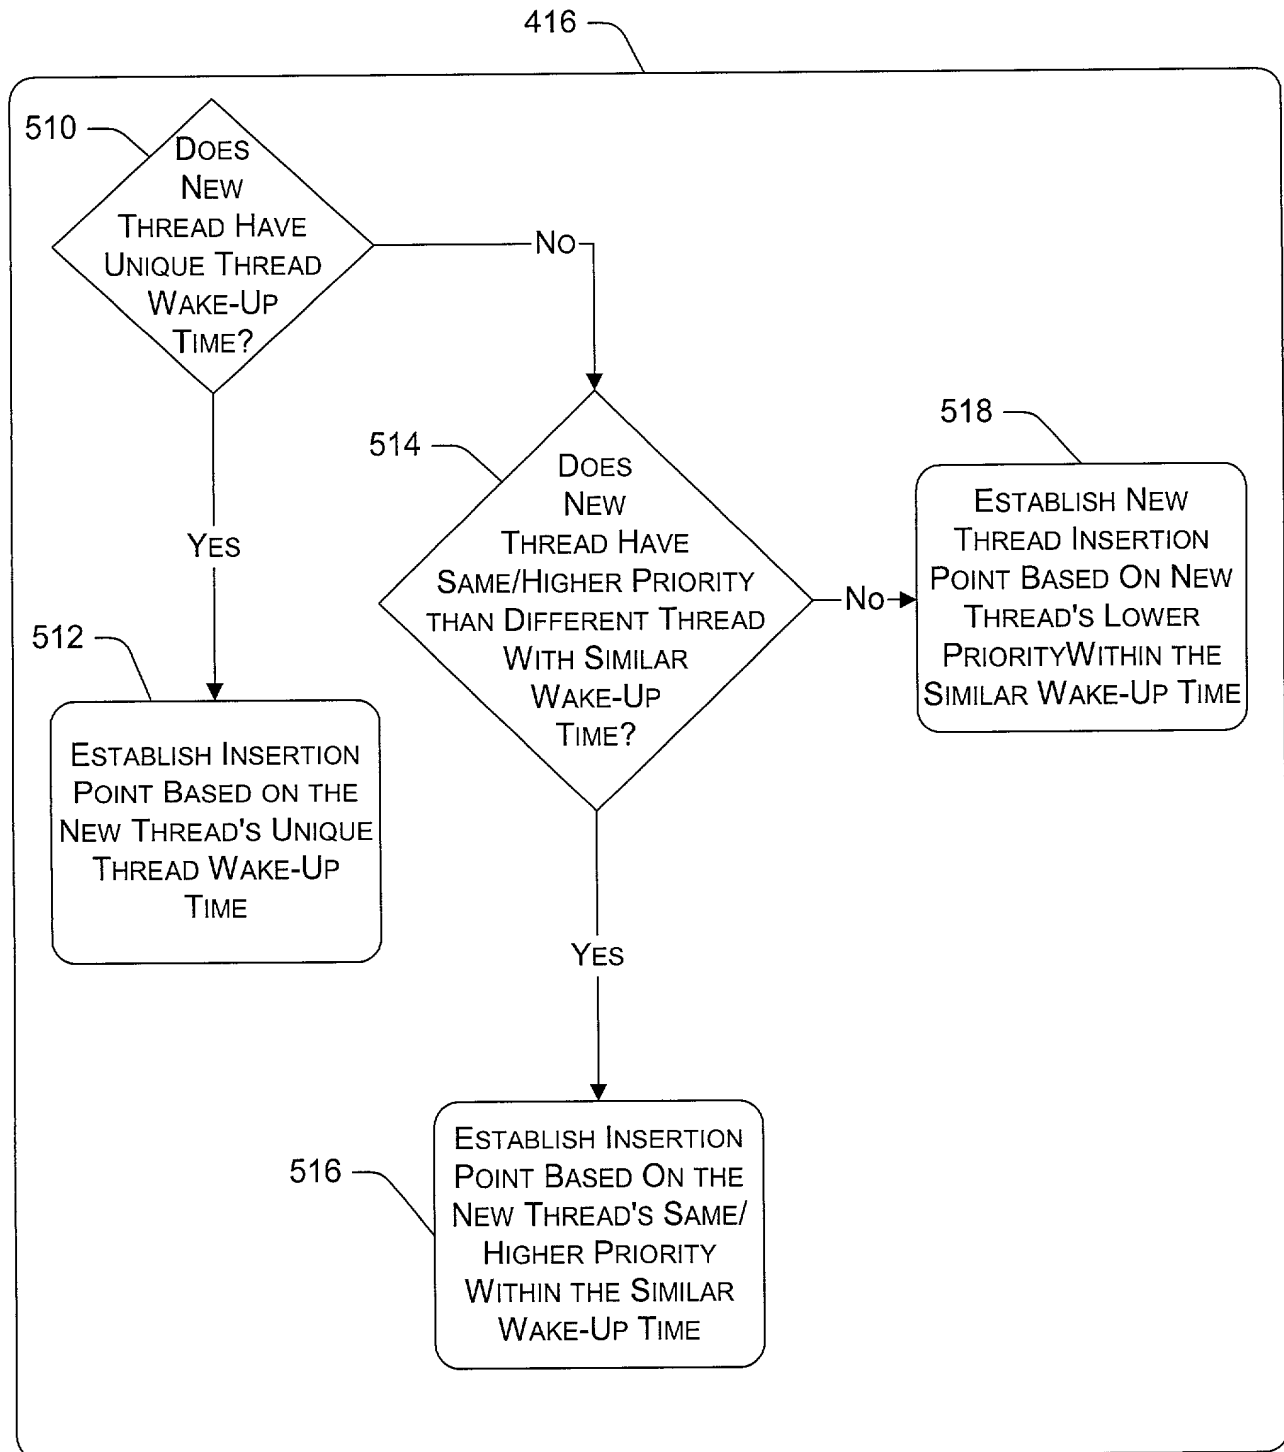 416
510
DOES
NEW
THREAD HAVE
UNIQUE THREAD
WAKE-UP
TIME?
NO
YES
514
DOES
NEW
THREAD HAVE
SAME/HIGHER PRIORITY
THAN DIFFERENT THREAD
WITH SIMILAR
WAKE-UP
TIME?
NO
518
ESTABLISH NEW
THREAD INSERTION
POINT BASED ON NEW
THREAD'S LOWER
PRIORITYWITHIN THE
SIMILAR WAKE-UP TIME
512
ESTABLISH INSERTION
POINT BASED ON THE
NEW THREAD'S UNIQUE
THREAD WAKE-UP
TIME
YES
516
ESTABLISH INSERTION
POINT BASED ON THE
NEW THREAD'S SAME/
HIGHER PRIORITY
WITHIN THE SIMILAR
WAKE-UP TIME